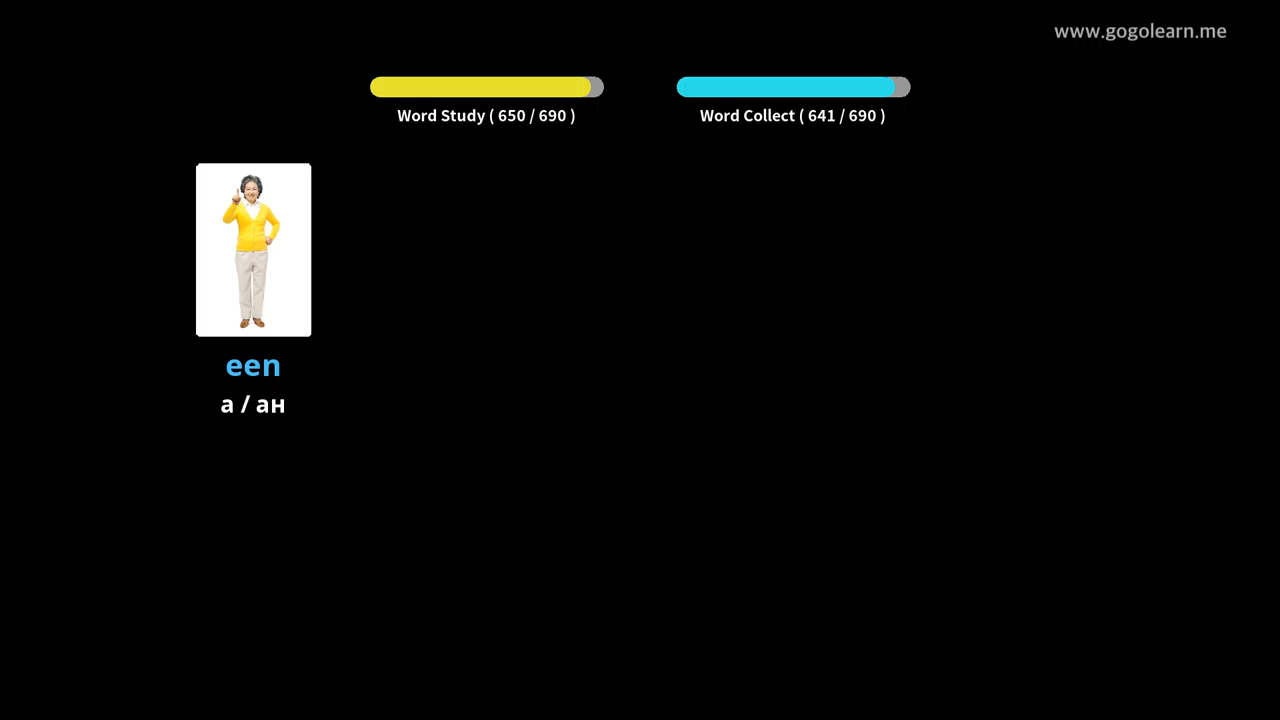 www.gogolearn.me
Word Study ( 650 / 690 )
Word Collect ( 641 / 690 )
een
а / ан